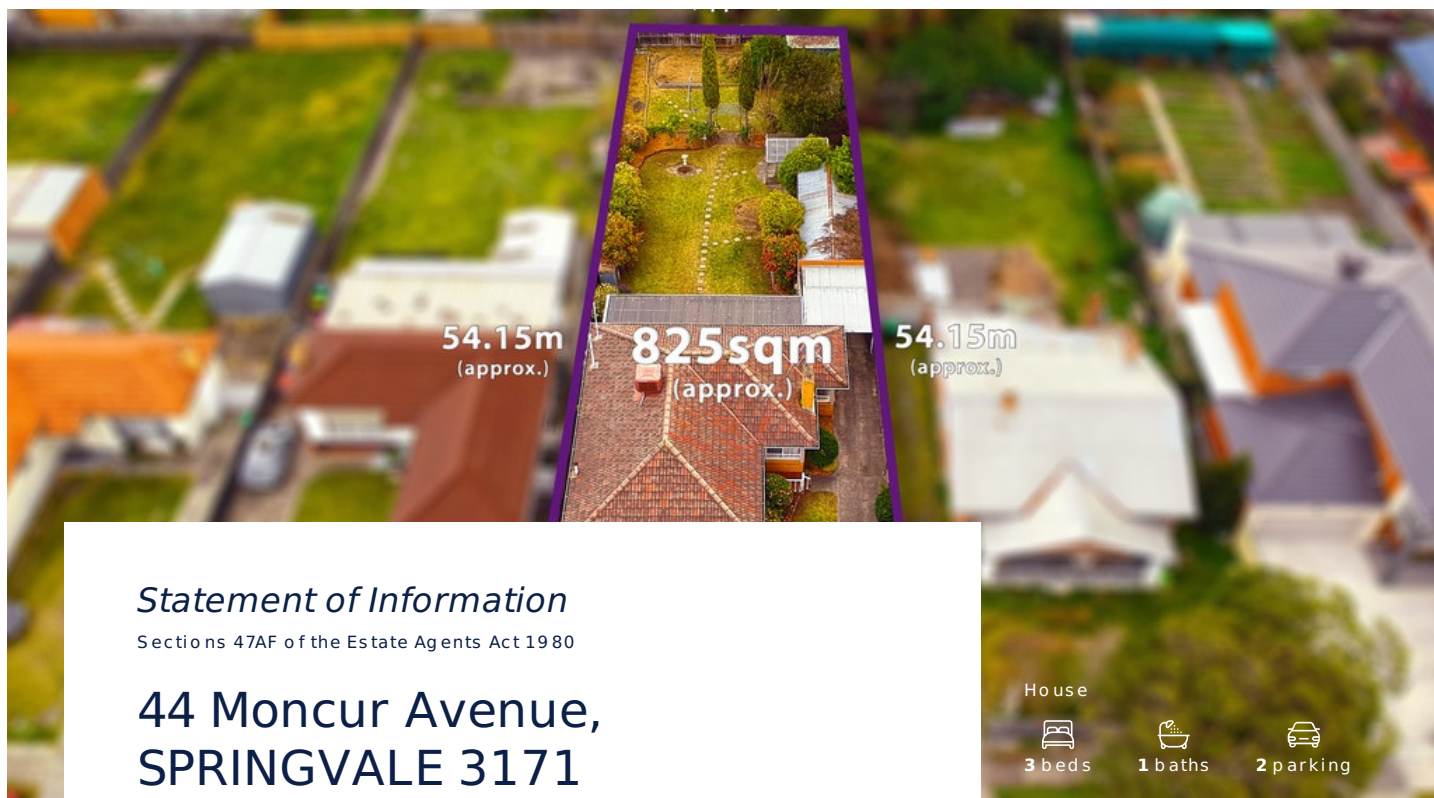 54.15m
(approx.)
825sqm
(approx.)
54.15m
(approx.)
Statement of Information
Sections 47AF of the Estate Agents Act 1980
44 Moncur Avenue,
SPRINGVALE 3171
House
3 beds
1 baths
2 parking